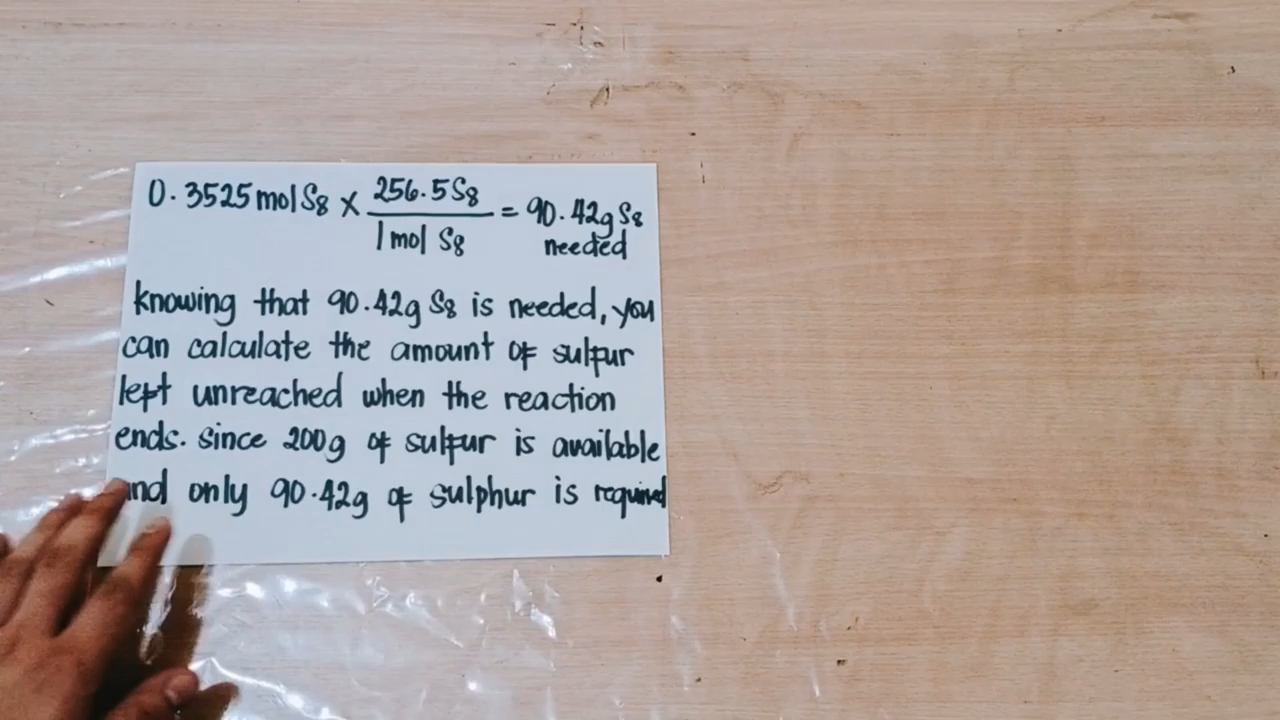 0.3525 mol S8 × 256.5 S8 / 1 mol S8 = 90.42g S8 needed
knowing that 90.42g S8 is needed, you
can calculate the amount of sulfur
left unreached when the reaction
ends. since 200g of sulfur is available
and only 90.42g of sulphur is required